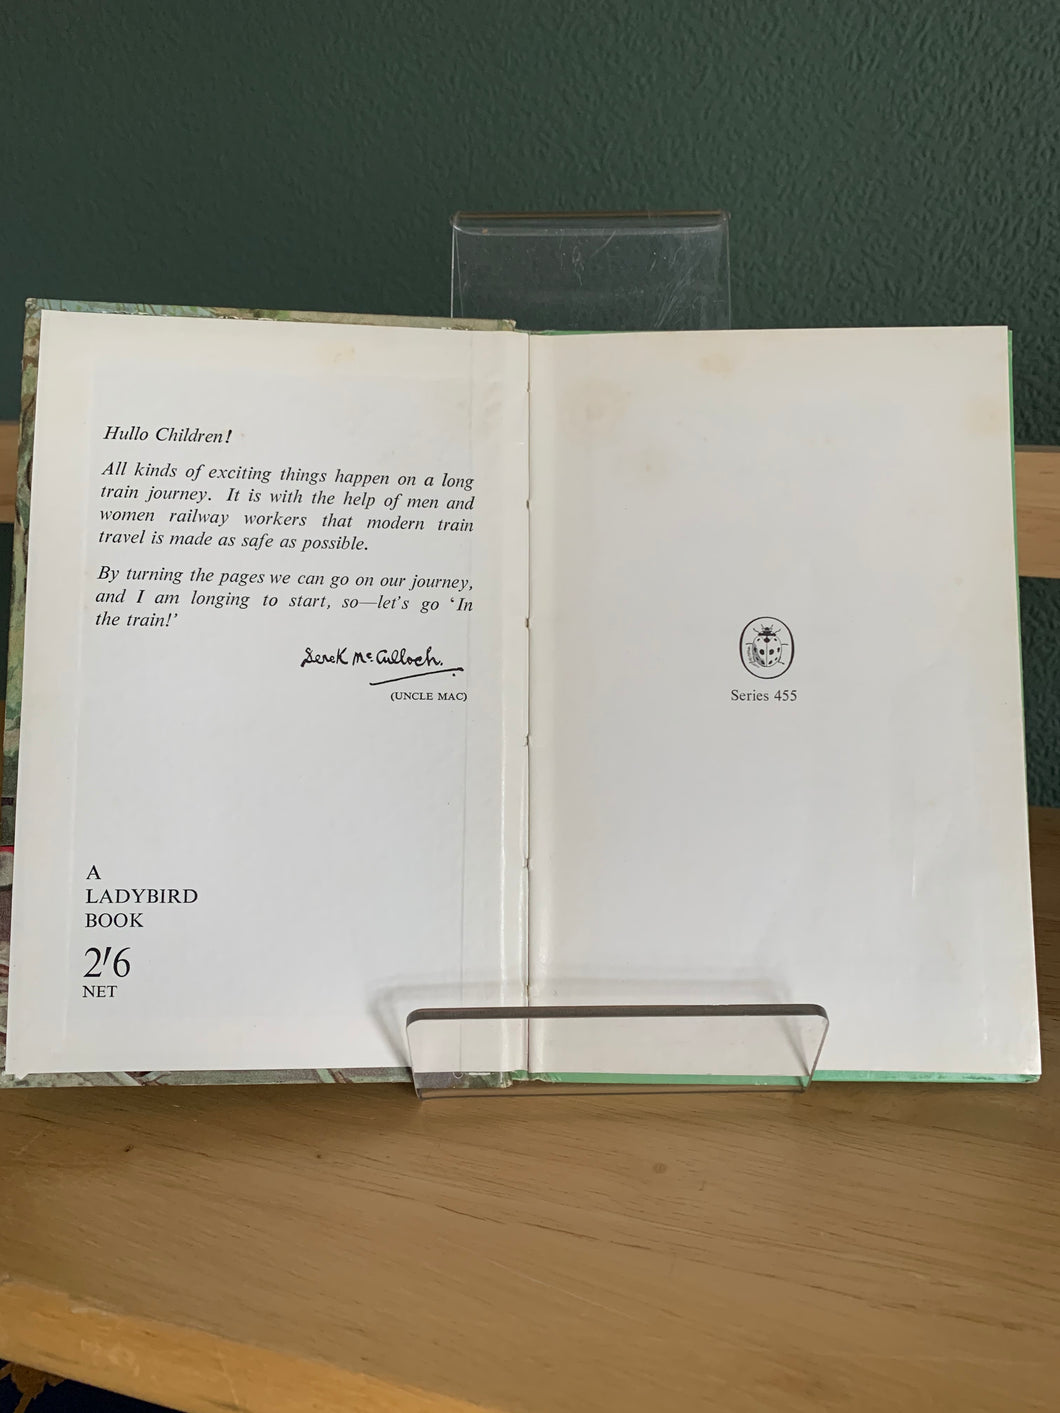 Hullo Children!
All kinds of exciting things happen on a long
train journey. It is with the help of men and
women railway workers that modern train
travel is made as safe as possible.
By turning the pages we can go on our journey,
and I am longing to start, so—let's go ‘In
the train!’
Derek McCulloch.
(UNCLE MAC)
A
LADYBIRD
BOOK
2'6
NET
Series 455